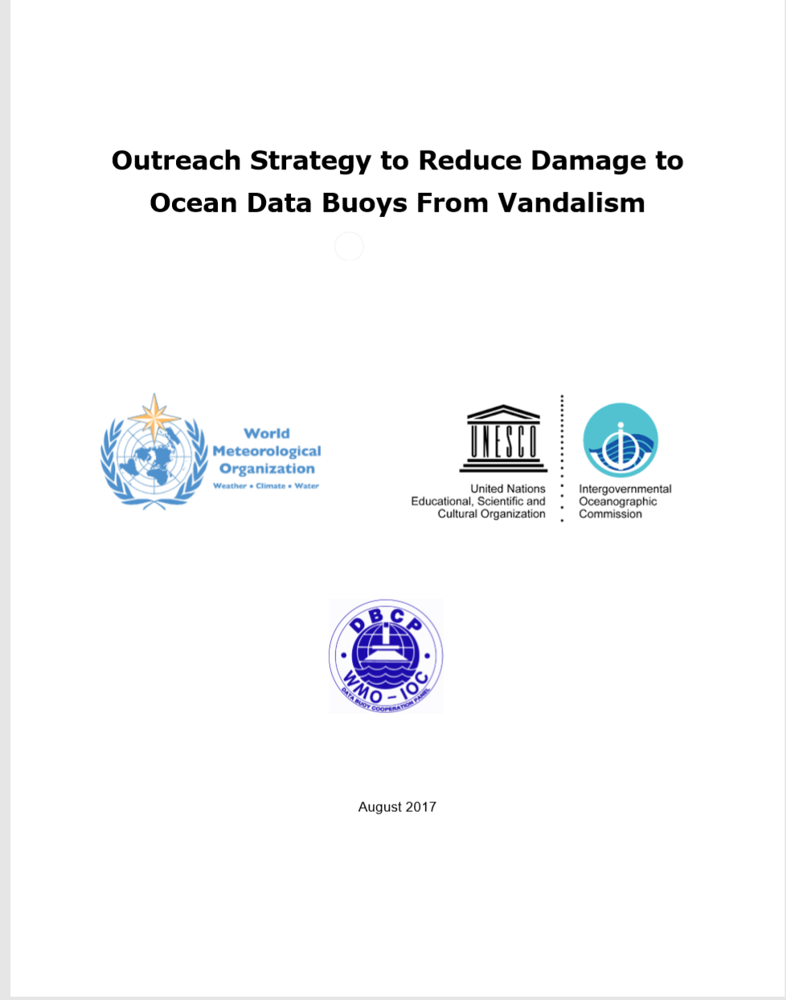 Outreach Strategy to Reduce Damage to
Ocean Data Buoys From Vandalism
World
Meteorological
Organization
Weather • Climate • Water
UNESCO
United Nations
Educational, Scientific and
Cultural Organization
Intergovernmental
Oceanographic
Commission
DBCP
WMO – IOC
DATA BUOY COOPERATION PANEL
August 2017